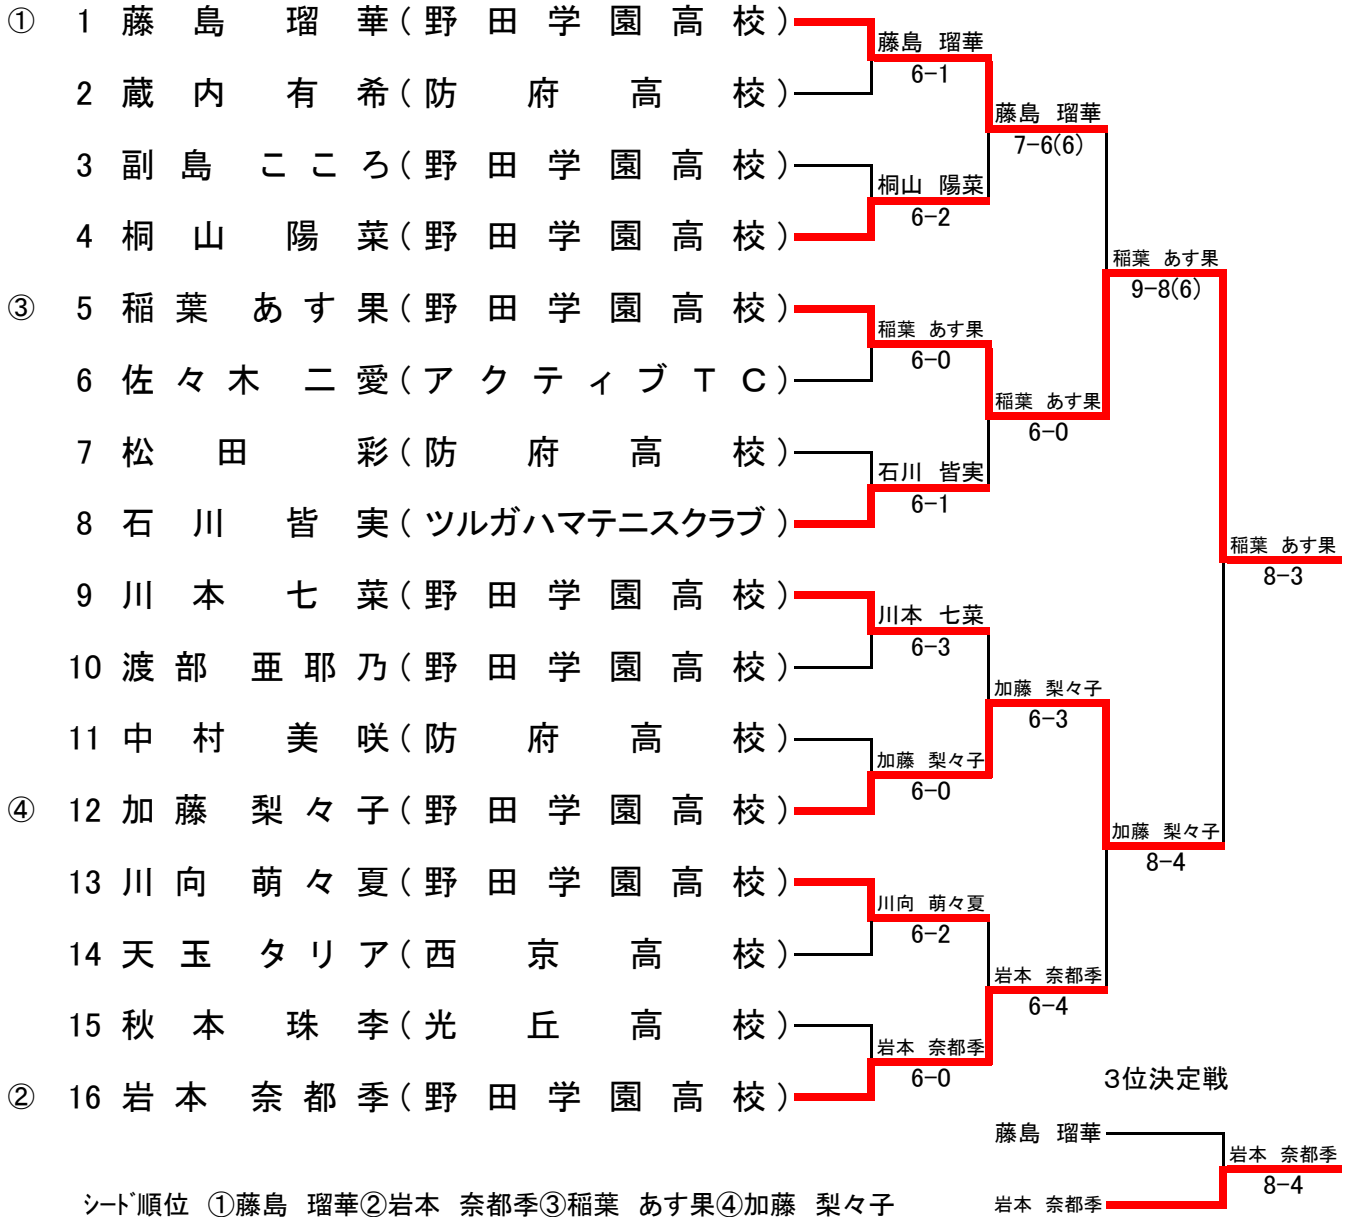 ① 1 藤島 瑠華(野田学園高校)
藤島 瑠華
6-1
2 蔵内 有希(防府高校)
藤島 瑠華
7-6(6)
3 副島 こころ(野田学園高校)
桐山 陽菜
6-2
4 桐山 陽菜(野田学園高校)
稲葉 あす果
9-8(6)
③ 5 稲葉 あす果(野田学園高校)
稲葉 あす果
6-0
6 佐々木 二愛(アクティブTC)
稲葉 あす果
6-0
7 松田 彩(防府高校)
石川 皆実
6-1
8 石川 皆実(ツルガハマテニスクラブ)
稲葉 あす果
8-3
9 川本 七菜(野田学園高校)
川本 七菜
6-3
10 渡部 亜耶乃(野田学園高校)
加藤 梨々子
6-3
11 中村 美咲(防府高校)
加藤 梨々子
6-0
④ 12 加藤 梨々子(野田学園高校)
加藤 梨々子
8-4
13 川向 萌々夏(野田学園高校)
川向 萌々夏
6-2
14 天玉 タリア(西京高校)
岩本 奈都季
6-4
15 秋本 珠李(光丘高校)
岩本 奈都季
6-0
② 16 岩本 奈都季(野田学園高校)
3位決定戦
藤島 瑠華
岩本 奈都季
8-4
岩本 奈都季
シード順位 ①藤島 瑠華②岩本 奈都季③稲葉 あす果④加藤 梨々子